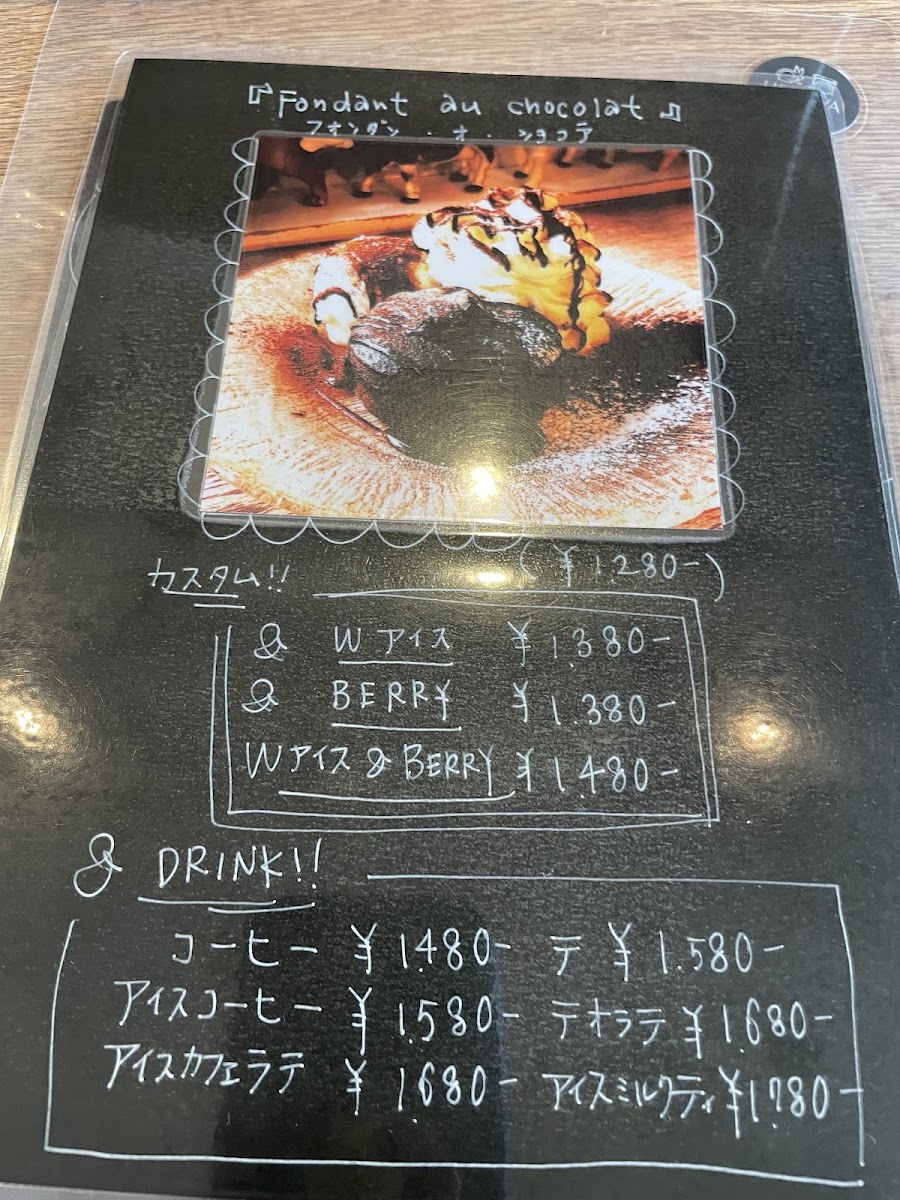 『Fondant au chocolat』
フォンダン・オ・ショコラ
(¥1.280-)
カスタム!!
& Wアイス ¥1.380-
& BERRY ¥1.380-
Wアイス & BERRY ¥1.480-
& DRINK!!
コーヒー ¥1.480- テ ¥1.580-
アイスコーヒー ¥1.580- テオラテ ¥1.680-
アイスカフェラテ ¥1.680- アイスミルクティ ¥1.780-